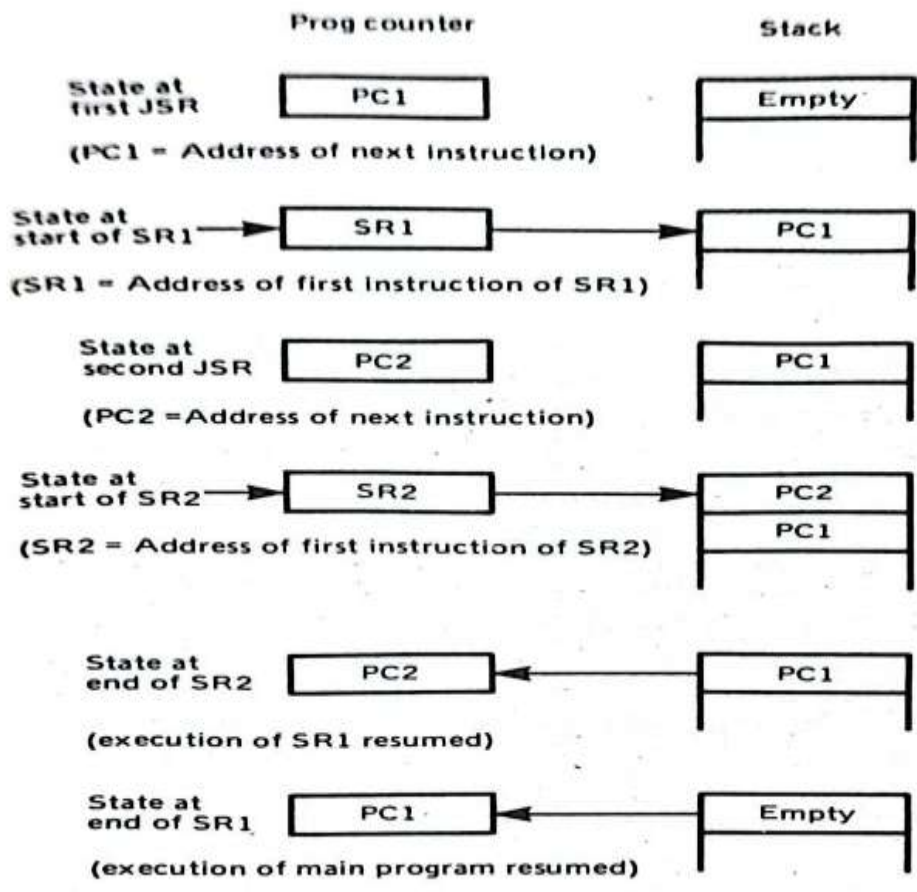 Prog counter
Stack
State at
first JSR
PC1
Empty
(PC1 = Address of next instruction)
State at
start of SR1
SR1
PC1
(SR1 = Address of first instruction of SR1)
State at
second JSR
PC2
PC1
(PC2 =Address of next instruction)
State at
start of SR2
SR2
PC2
PC1
(SR2 = Address of first instruction of SR2)
State at
end of SR2
PC2
PC1
(execution of SR1 resumed)
State at
end of SR1
PC1
Empty
(execution of main program resumed)